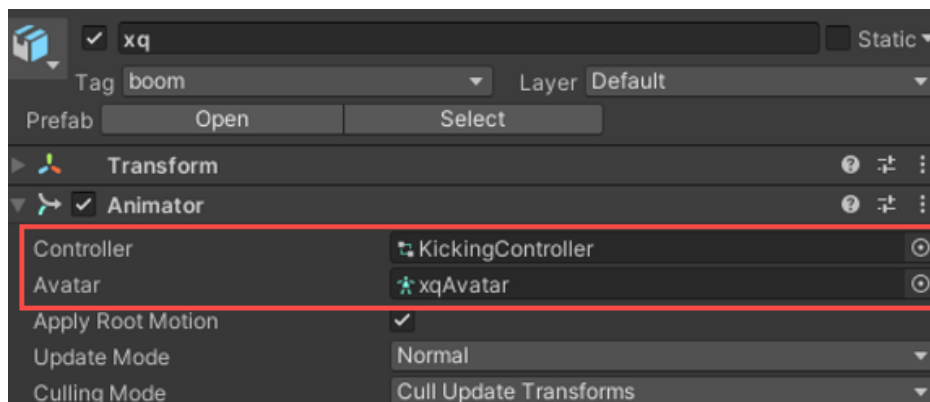 xq Static
Tag boom Layer Default
Prefab Open Select
Transform
Animator
Controller KickingController
Avatar xqAvatar
Apply Root Motion
Update Mode Normal
Culling Mode Cull Update Transforms